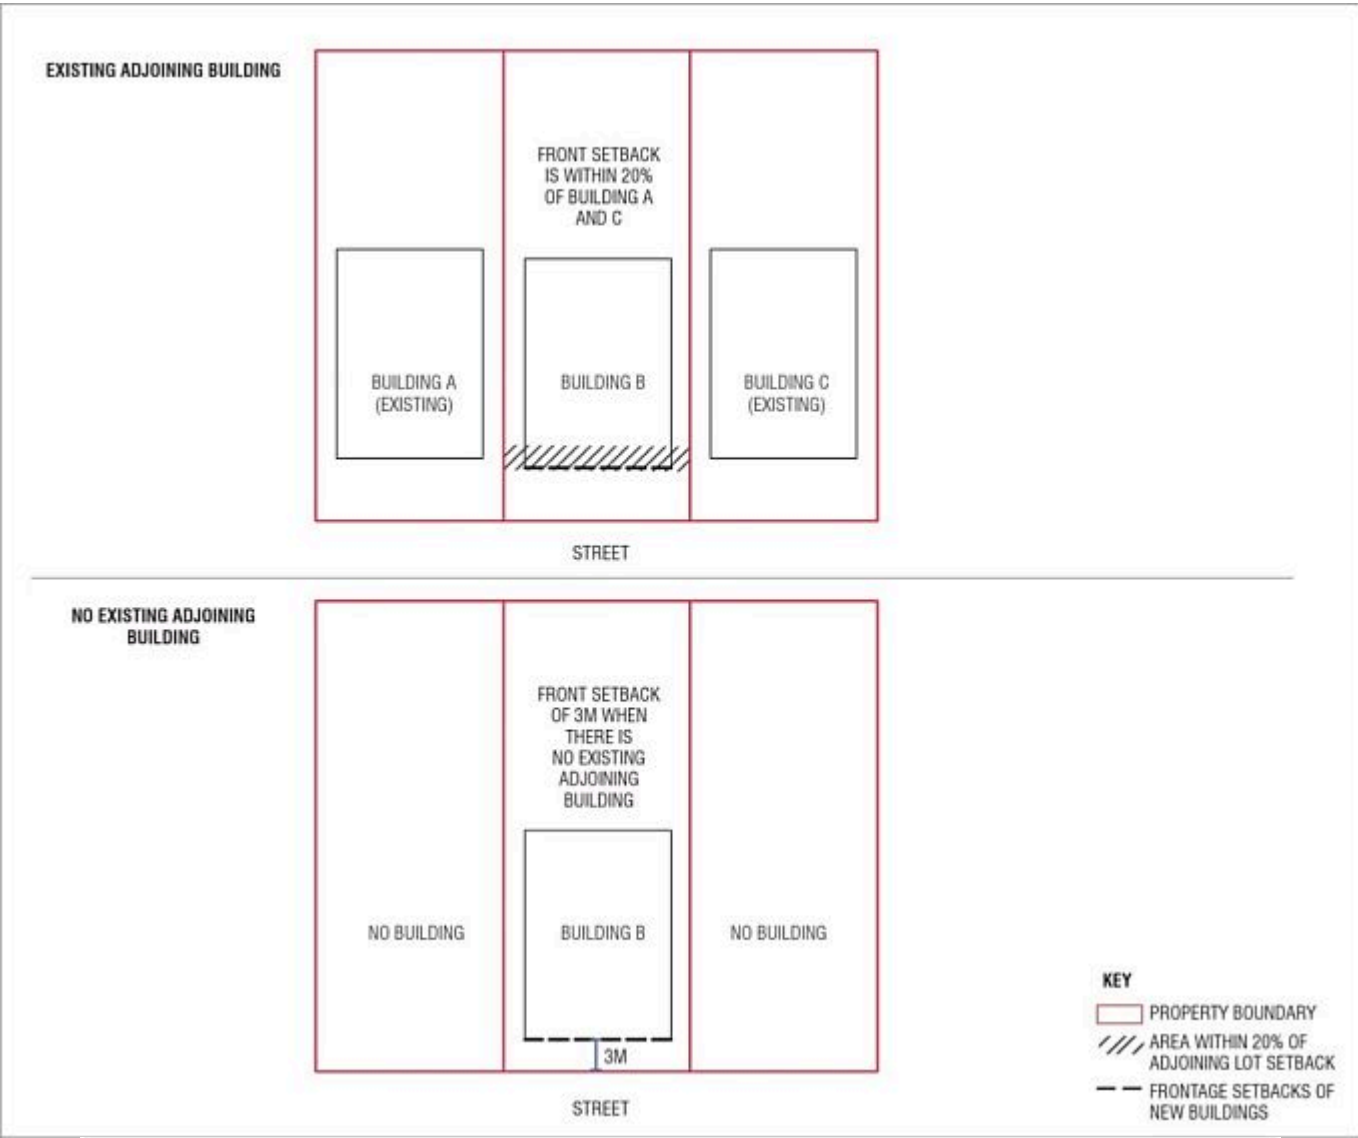 EXISTING ADJOINING BUILDING
FRONT SETBACK
IS WITHIN 20%
OF BUILDING A
AND C
BUILDING A
(EXISTING)
BUILDING B
BUILDING C
(EXISTING)
STREET
NO EXISTING ADJOINING
BUILDING
FRONT SETBACK
OF 3M WHEN
THERE IS
NO EXISTING
ADJOINING
BUILDING
NO BUILDING
BUILDING B
NO BUILDING
3M
STREET
KEY
PROPERTY BOUNDARY
AREA WITHIN 20% OF
ADJOINING LOT SETBACK
FRONTAGE SETBACKS OF
NEW BUILDINGS